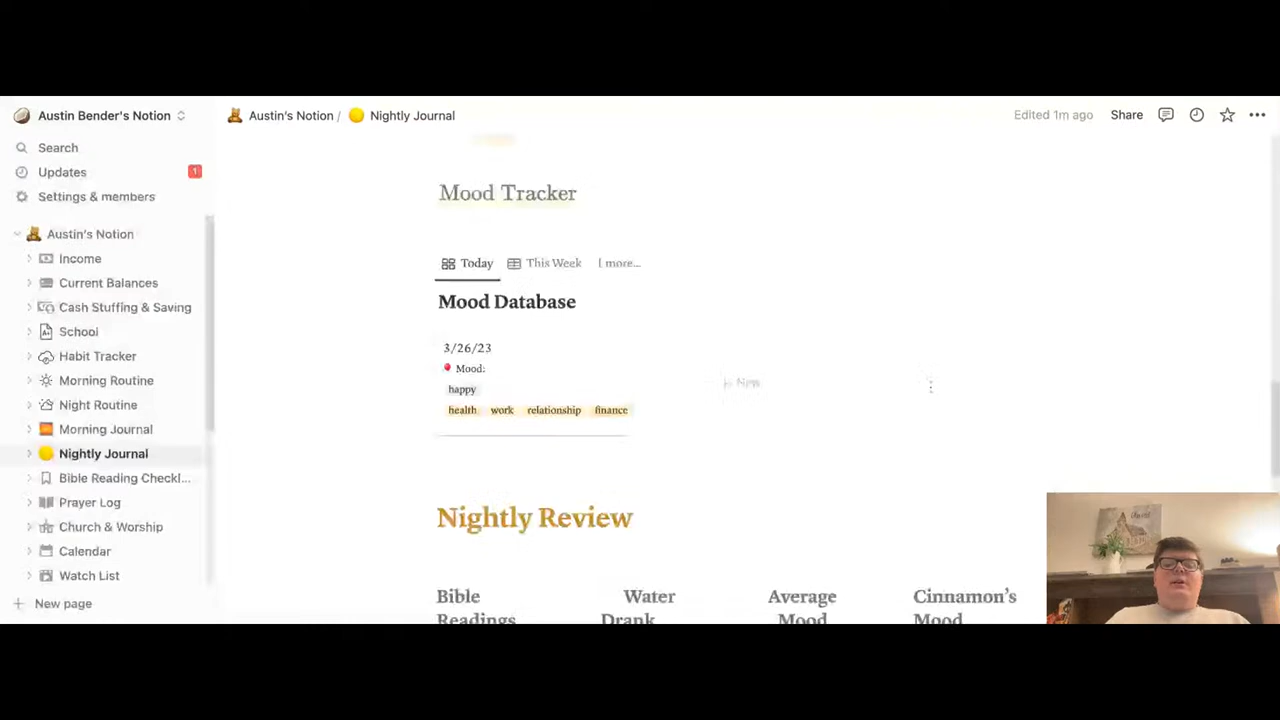 Austin Bender's Notion
Austin's Notion / Nightly Journal
Edited 1m ago
Share
Search
Updates
1
Settings & members
Austin's Notion
Income
Current Balances
Cash Stuffing & Saving
School
Habit Tracker
Morning Routine
Night Routine
Morning Journal
Nightly Journal
Bible Reading Checkl...
Prayer Log
Church & Worship
Calendar
Watch List
New page
Mood Tracker
Today
This Week
1 more...
Mood Database
3/26/23
Mood:
happy
health work relationship finance
+ New
Nightly Review
Bible
Readings
Water
Drank
Average
Mood
Cinnamon's
Mood